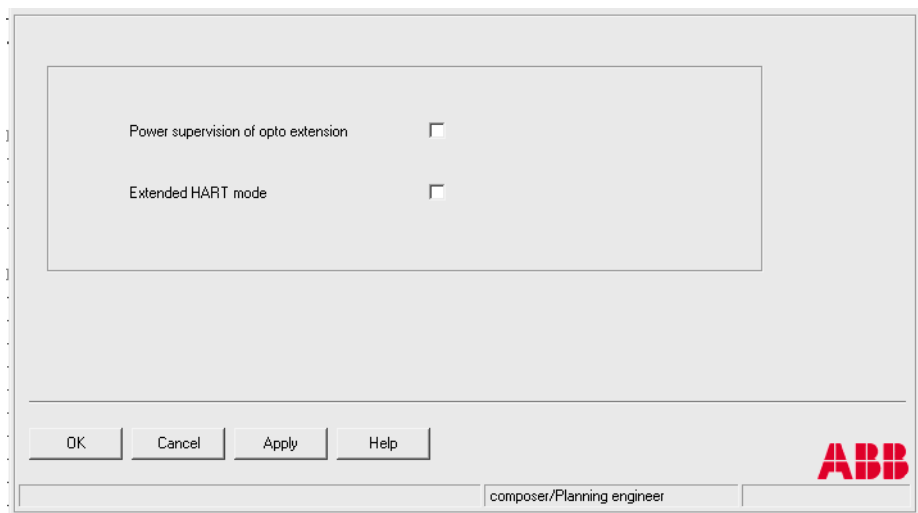 Power supervision of opto extension
Extended HART mode
OK Cancel Apply Help
ABB
composer/Planning engineer